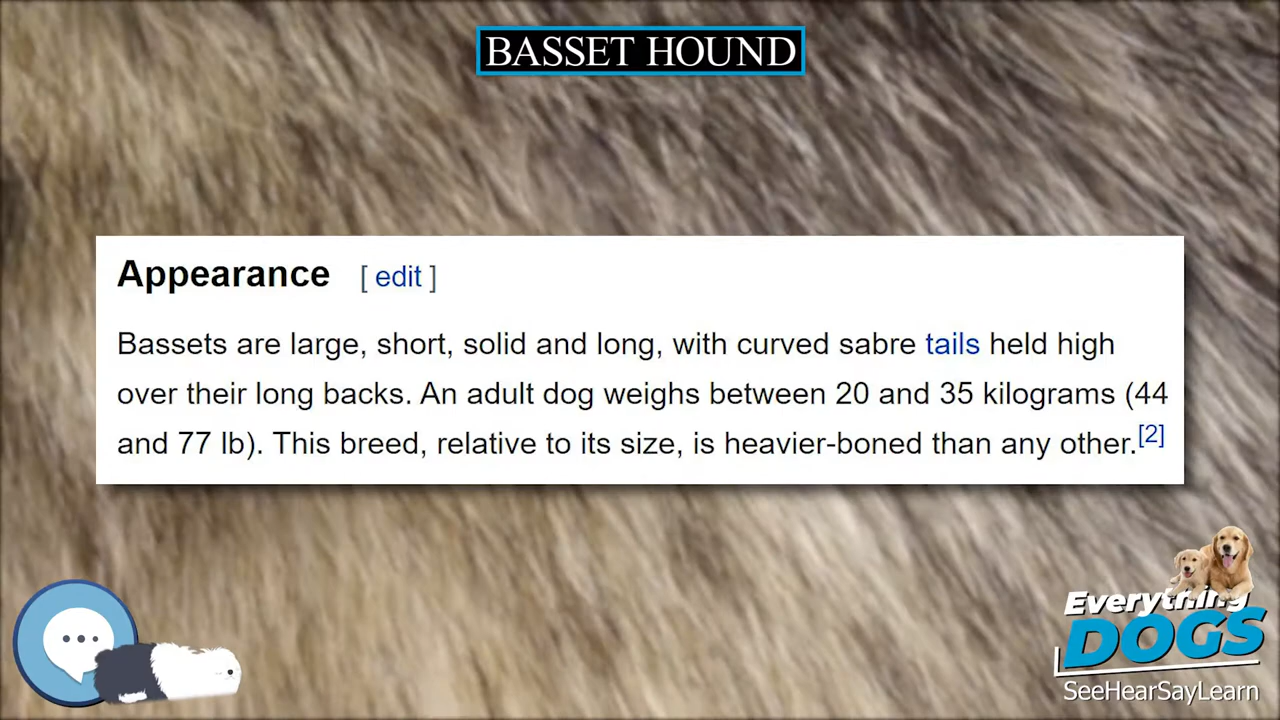 BASSET HOUND
Appearance [ edit ]
Bassets are large, short, solid and long, with curved sabre tails held high
over their long backs. An adult dog weighs between 20 and 35 kilograms (44
and 77 lb). This breed, relative to its size, is heavier-boned than any other.[2]
Everything
DOGS
SeeHearSayLearn